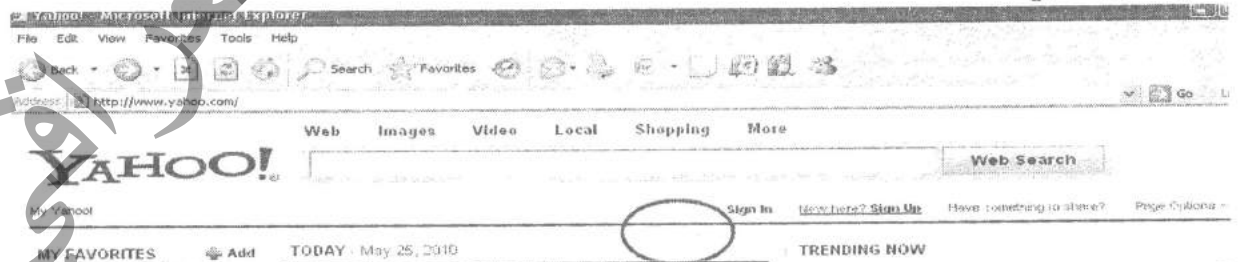 Yahoo! - Microsoft Internet Explorer
File Edit View Favorites Tools Help
Back Search Favorites
Address http://www.yahoo.com/ Go
Web Images Video Local Shopping More
YAHOO! Web Search
My Yahoo! Sign In New here? Sign Up Have something to share? Page Options
MY FAVORITES Add TODAY - May 25, 2010 TRENDING NOW